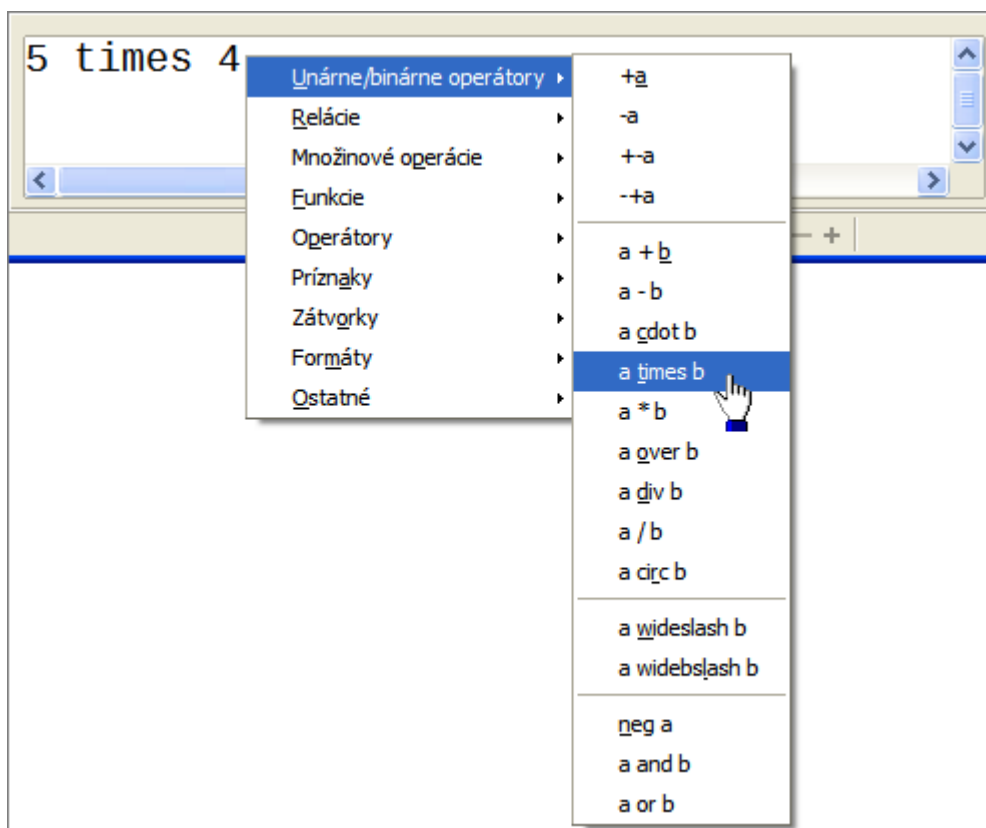 5 times 4
Unárne/binárne operátory
Relácie
Množinové operácie
Funkcie
Operátory
Príznaky
Zátvorky
Formáty
Ostatné
+a
-a
+-a
-+a
a + b
a - b
a cdot b
a times b
a * b
a over b
a div b
a / b
a circ b
a wideslash b
a widebslash b
neg a
a and b
a or b